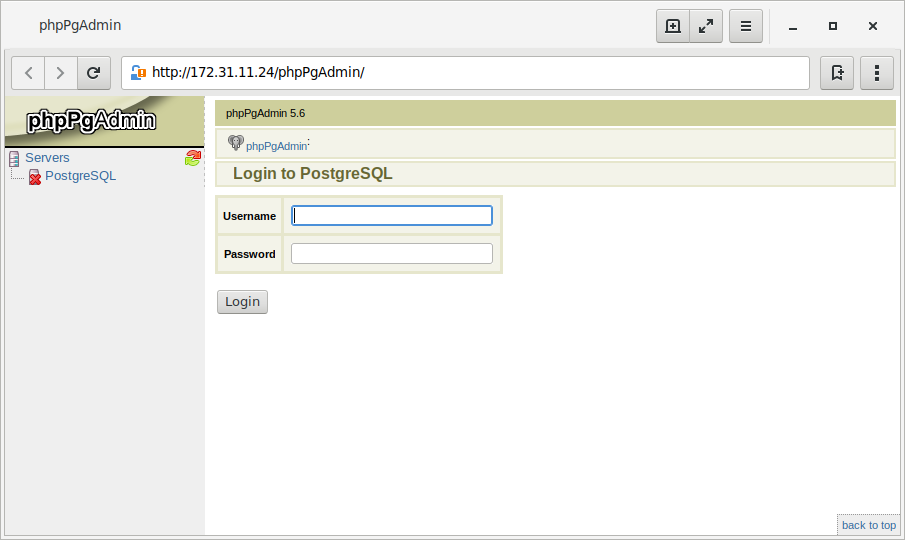 phpPgAdmin
http://172.31.11.24/phpPgAdmin/
phpPgAdmin
Servers
PostgreSQL
phpPgAdmin 5.6
phpPgAdmin:
Login to PostgreSQL
Username
Password
Login
back to top